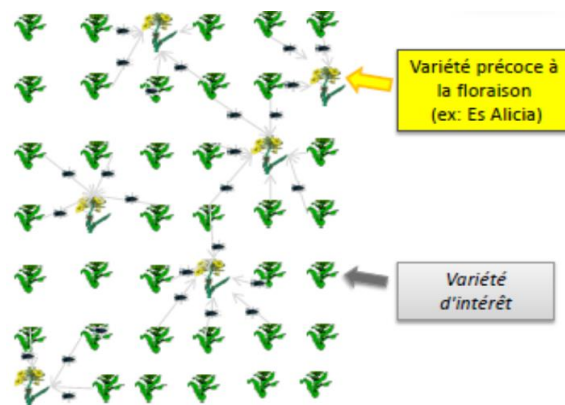 Variété précoce à
la floraison
(ex: Es Alicia)
Variété
d'intérêt